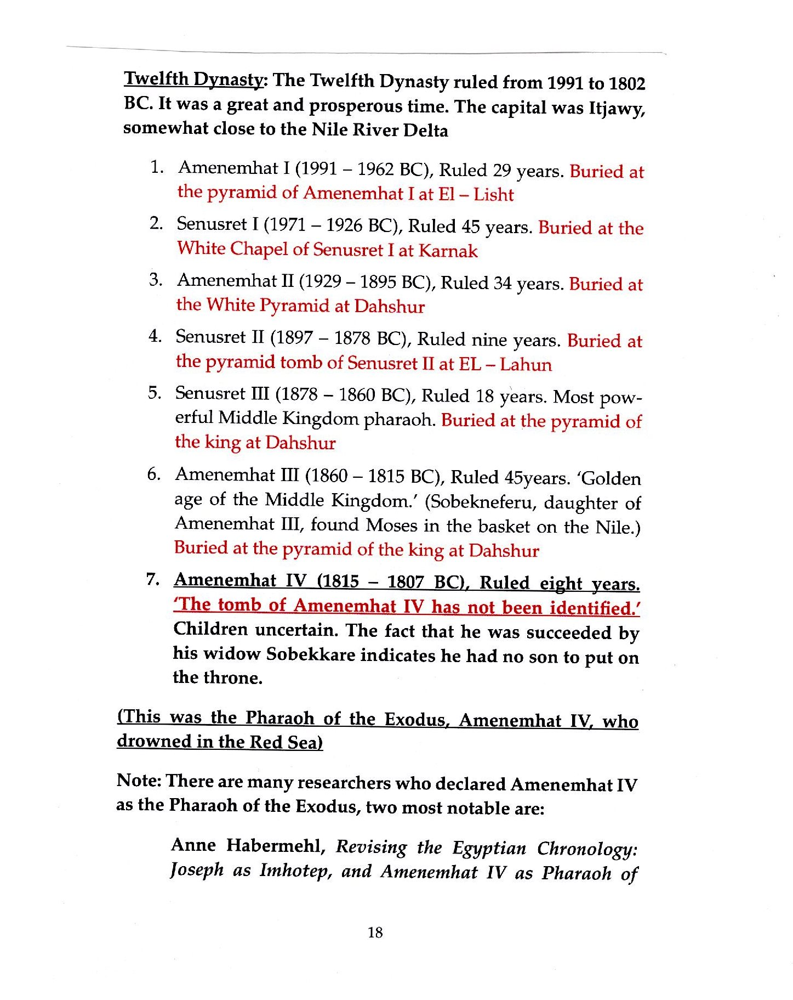 Twelfth Dynasty: The Twelfth Dynasty ruled from 1991 to 1802
BC. It was a great and prosperous time. The capital was Itjawy,
somewhat close to the Nile River Delta
1. Amenemhat I (1991 – 1962 BC), Ruled 29 years. Buried at
the pyramid of Amenemhat I at El – Lisht
2. Senusret I (1971 – 1926 BC), Ruled 45 years. Buried at the
White Chapel of Senusret I at Karnak
3. Amenemhat II (1929 – 1895 BC), Ruled 34 years. Buried at
the White Pyramid at Dahshur
4. Senusret II (1897 – 1878 BC), Ruled nine years. Buried at
the pyramid tomb of Senusret II at EL – Lahun
5. Senusret III (1878 – 1860 BC), Ruled 18 years. Most pow-
erful Middle Kingdom pharaoh. Buried at the pyramid of
the king at Dahshur
6. Amenemhat III (1860 – 1815 BC), Ruled 45years. ‘Golden
age of the Middle Kingdom.’ (Sobekneferu, daughter of
Amenemhat III, found Moses in the basket on the Nile.)
Buried at the pyramid of the king at Dahshur
7. Amenemhat IV (1815 – 1807 BC), Ruled eight years.
‘The tomb of Amenemhat IV has not been identified.’
Children uncertain. The fact that he was succeeded by
his widow Sobekkare indicates he had no son to put on
the throne.
(This was the Pharaoh of the Exodus, Amenemhat IV, who
drowned in the Red Sea)
Note: There are many researchers who declared Amenemhat IV
as the Pharaoh of the Exodus, two most notable are:
Anne Habermehl, Revising the Egyptian Chronology:
Joseph as Imhotep, and Amenemhat IV as Pharaoh of
18